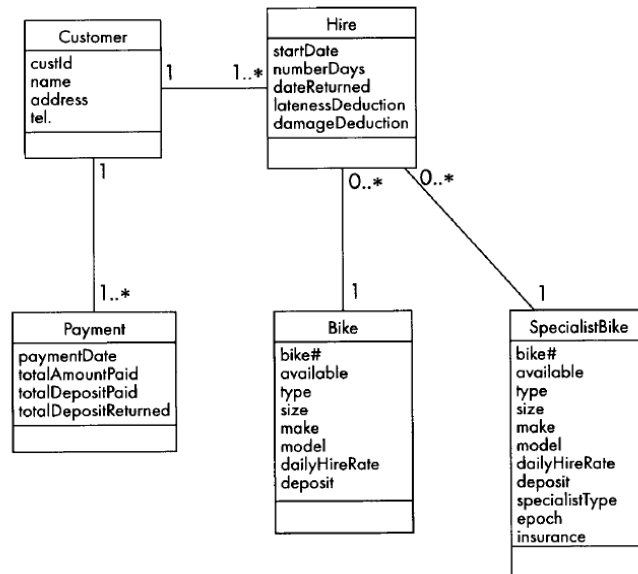 Customer
custId
name
address
tel.
1
1..*
Hire
startDate
numberDays
dateReturned
latenessDeduction
damageDeduction
1
1..*
0..*
1
0..*
1
Payment
paymentDate
totalAmountPaid
totalDepositPaid
totalDepositReturned
Bike
bike#
available
type
size
make
model
dailyHireRate
deposit
SpecialistBike
bike#
available
type
size
make
model
dailyHireRate
deposit
specialistType
epoch
insurance